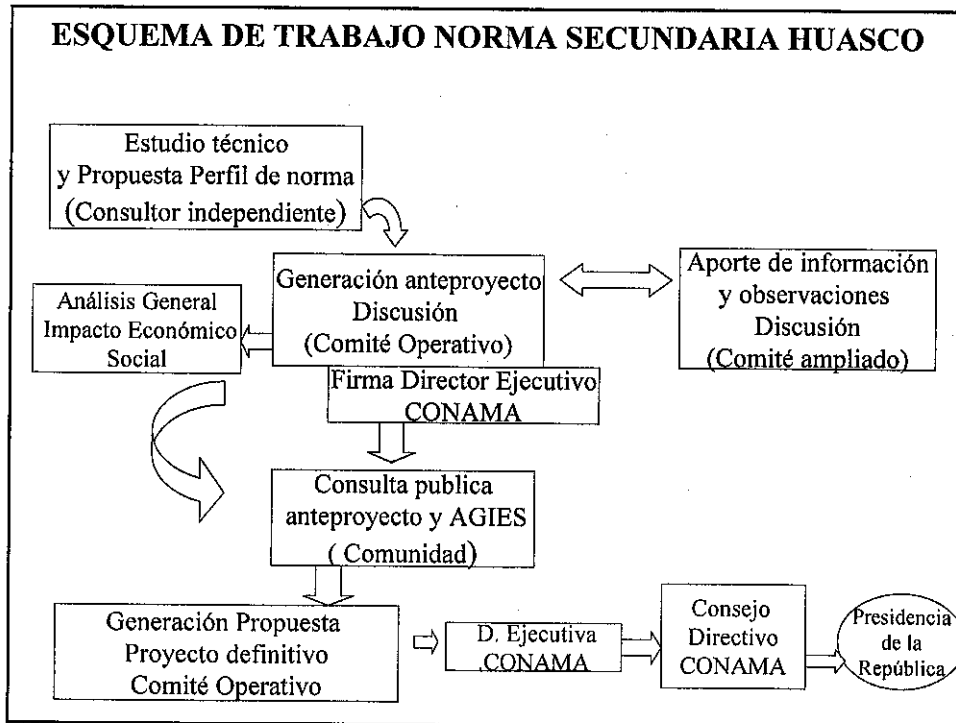 ESQUEMA DE TRABAJO NORMA SECUNDARIA HUASCO
Estudio técnico
y Propuesta Perfil de norma
(Consultor independiente)
Generación anteproyecto
Discusión
(Comité Operativo)
Aporte de información
y observaciones
Discusión
(Comité ampliado)
Análisis General
Impacto Económico
Social
Firma Director Ejecutivo
CONAMA
Consulta publica
anteproyecto y AGIES
( Comunidad)
Generación Propuesta
Proyecto definitivo
Comité Operativo
D. Ejecutiva
CONAMA
Consejo
Directivo
CONAMA
Presidencia
de la
República